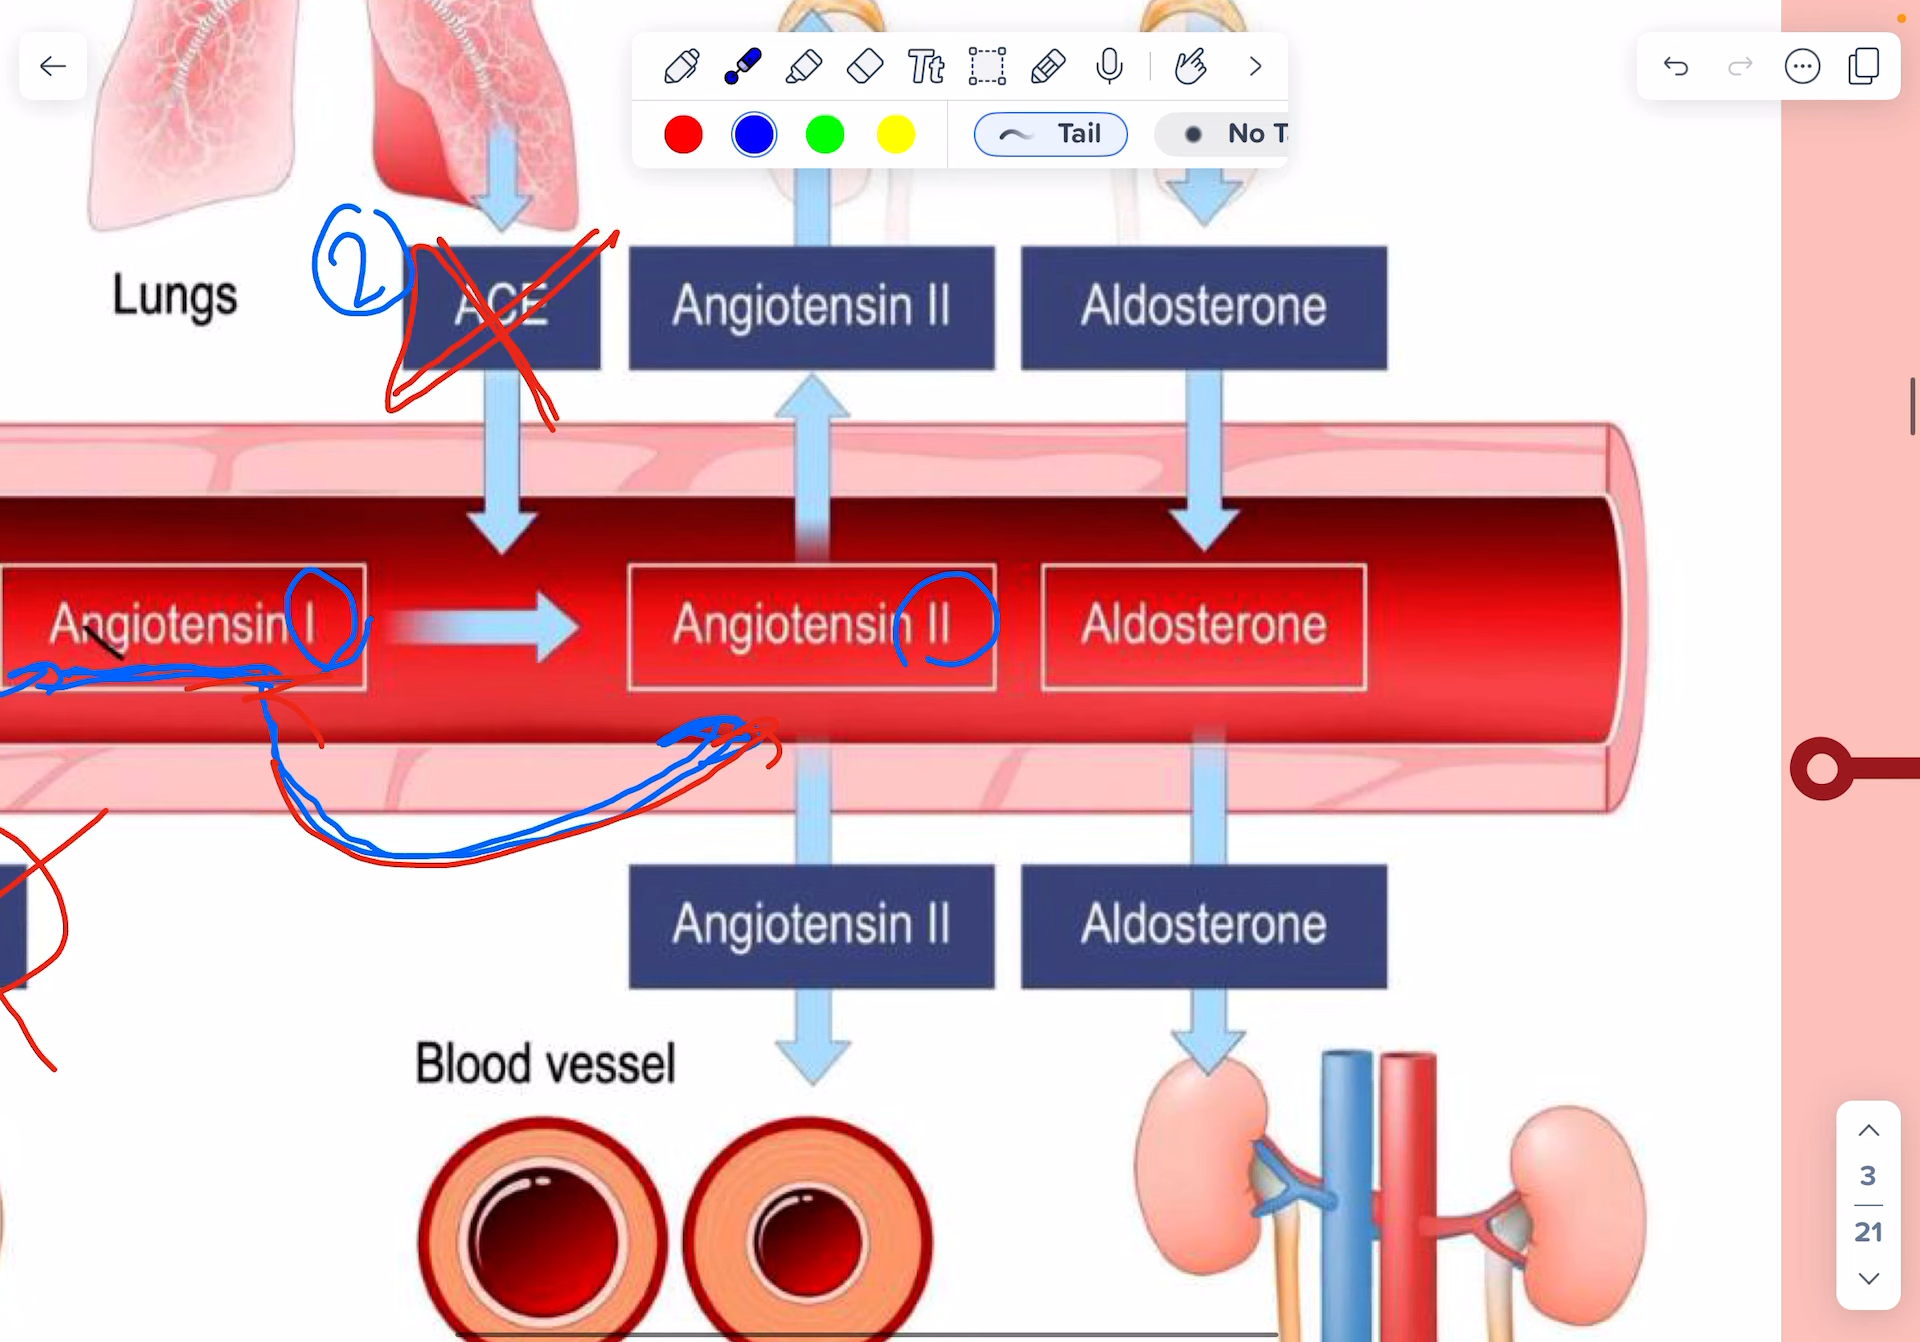 Tail
No T
2
Lungs
ACE
Angiotensin II
Aldosterone
Angiotensin I
Angiotensin II
Aldosterone
Angiotensin II
Aldosterone
Blood vessel
3
21
Tt